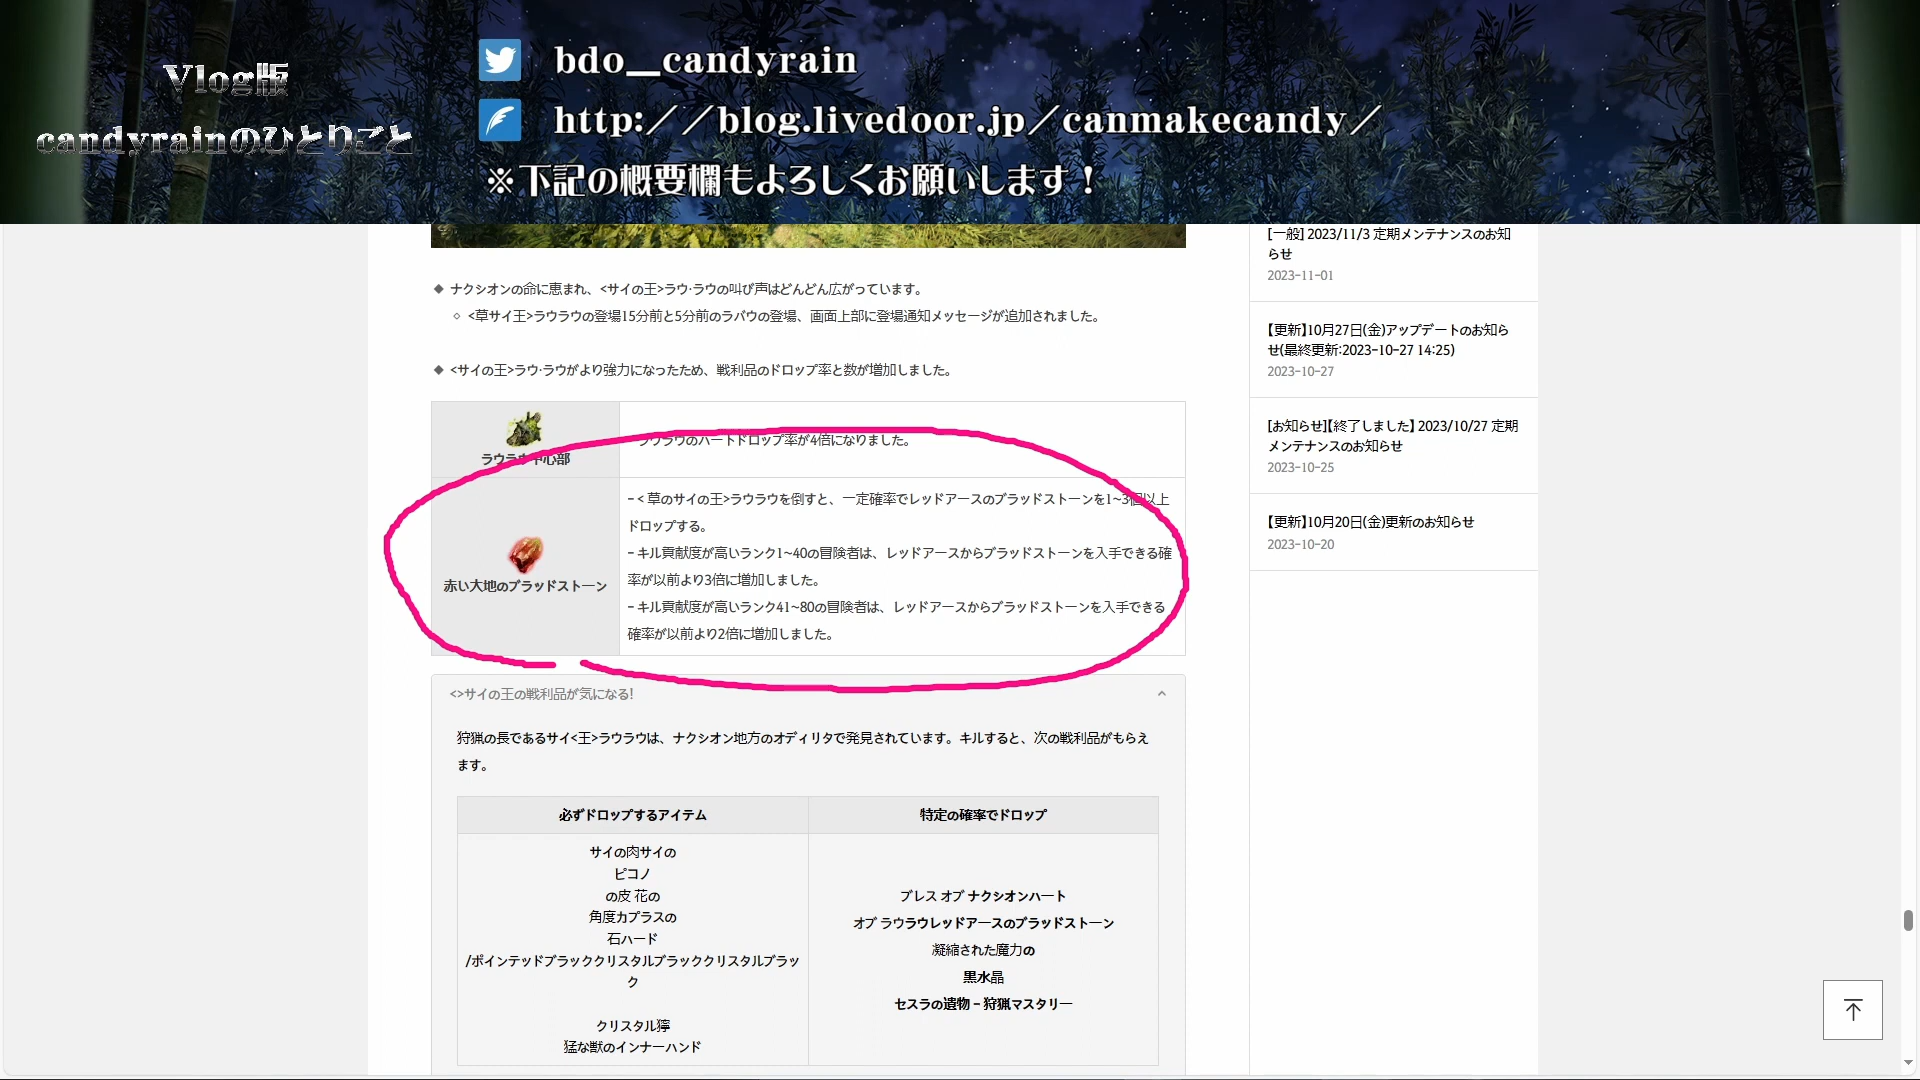 Vlog版
candyrainのひとりごと
bdo__candyrain
http://blog.livedoor.jp/canmakecandy/
※下記の概要欄もよろしくお願いします！
◆ ナクシオンの命に恵まれ、<サイの王>ラウ·ラウの叫び声はどんどん広がっています。
◇ <草サイ王>ラウラウの登場15分前と5分前のラバウの登場、画面上部に登場通知メッセージが追加されました。
◆ <サイの王>ラウ·ラウがより強力になったため、戦利品のドロップ率と数が増加しました。
ラウラウ中心部
- ラウラウのハートドロップ率が4倍になりました。
赤い大地のブラッドストーン
- < 草のサイの王>ラウラウを倒すと、一定確率でレッドアースのブラッドストーンを1~3個以上
ドロップする。
- キル貢献度が高いランク1~40の冒険者は、レッドアースからブラッドストーンを入手できる確
率が以前より3倍に増加しました。
- キル貢献度が高いランク41~80の冒険者は、レッドアースからブラッドストーンを入手できる
確率が以前より2倍に増加しました。
<>サイの王の戦利品が気になる!
狩猟の長であるサイ<王>ラウラウは、ナクシオン地方のオディリタで発見されています。キルすると、次の戦利品がもらえ
ます。
必ずドロップするアイテム
サイの肉サイの
ピコノ
の皮 花の
角度カプラスの
石ハード
/ポインテッドブラッククリスタルブラッククリスタルブラッ
ク
クリスタル獰
猛な獣のインナーハンド
特定の確率でドロップ
ブレス オブ ナクシオンハート
オブ ラウラウレッドアースのブラッドストーン
凝縮された魔力の
黒水晶
セスラの遺物 - 狩猟マスタリー
[一般] 2023/11/3 定期メンテナンスのお知
らせ
2023-11-01
【更新】10月27日(金)アップデートのお知ら
せ(最終更新:2023-10-27 14:25)
2023-10-27
[お知らせ]【終了しました】2023/10/27 定期
メンテナンスのお知らせ
2023-10-25
【更新】10月20日(金)更新のお知らせ
2023-10-20